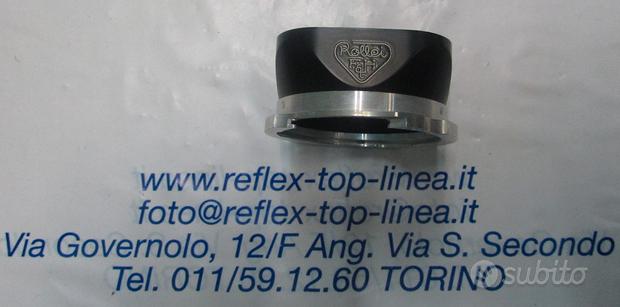 Rollei
www.reflex-top-linea.it
foto@reflex-top-linea.it
Via Governolo, 12/F Ang. Via S. Secondo
Tel. 011/59.12.60 TORINO
subito